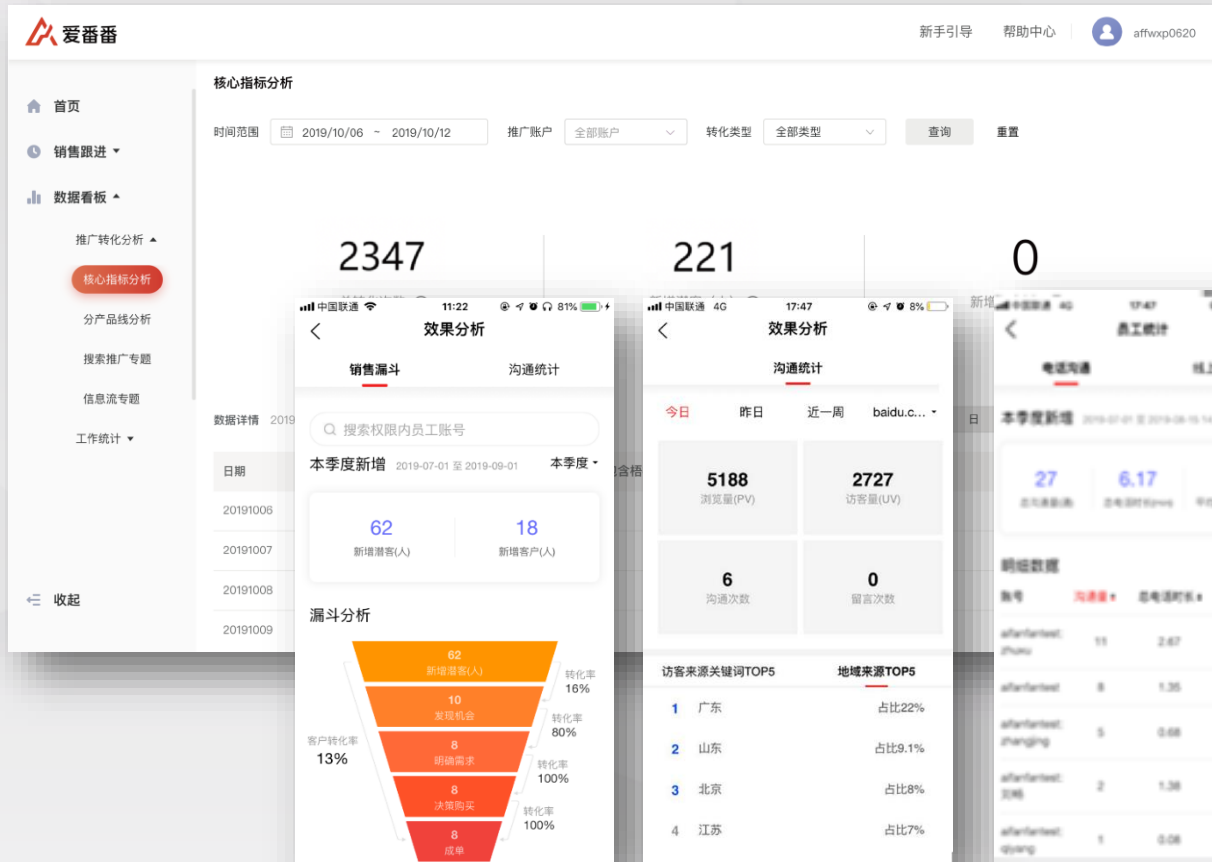 爱番番
新手引导
帮助中心
affwxp0620
首页
销售跟进
数据看板
推广转化分析
核心指标分析
分产品线分析
搜索推广专题
信息流专题
工作统计
收起
核心指标分析
时间范围 2019/10/06 ~ 2019/10/12 推广账户 全部账户 转化类型 全部类型 查询 重置
2347
221
0
新增
数据详情 2019
日
日期
含梧
20191006
20191007
20191008
20191009
中国联通 11:22 81%
效果分析
销售漏斗 沟通统计
搜索权限内员工账号
本季度新增 2019-07-01 至 2019-09-01 本季度
62 18
新增潜客(人) 新增客户(人)
漏斗分析
62
新增潜客(人)
转化率
16%
10
发现机会
转化率
80%
客户转化率
13%
8
明确需求
转化率
100%
8
决策购买
转化率
100%
8
成单
中国联通 4G 17:47 8%
效果分析
沟通统计
今日 昨日 近一周 baidu.c...
5188 2727
浏览量(PV) 访客量(UV)
6 0
沟通次数 留言次数
访客来源关键词TOP5 地域来源TOP5
1 广东 占比22%
2 山东 占比9.1%
3 北京 占比8%
4 江苏 占比7%
中国联通 4G 17:47
员工统计
电话沟通 线上
本季度新增
27 6.17
明细数据
账号 沟通量 总电话时长
11 2.67
8 1.35
5 0.68
2 1.38
1 0.08